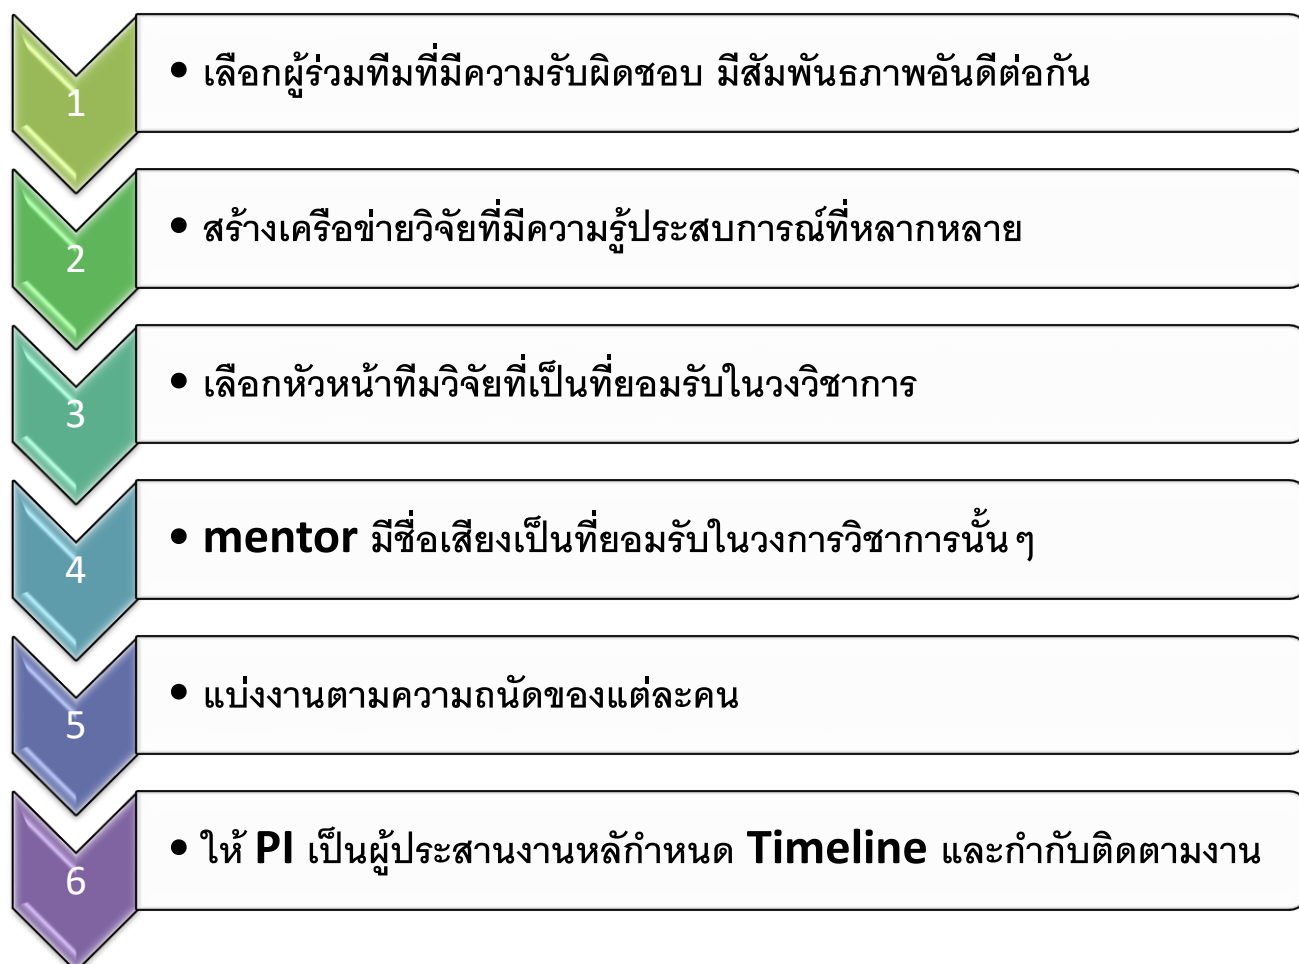 1
• เลือกผู้ร่วมทีมที่มีความรับผิดชอบ มีสัมพันธภาพอันดีต่อกัน
2
• สร้างเครือข่ายวิจัยที่มีความรู้ประสบการณ์ที่หลากหลาย
3
• เลือกหัวหน้าทีมวิจัยที่เป็นที่ยอมรับในวงวิชาการ
4
• mentor มีชื่อเสียงเป็นที่ยอมรับในวงการวิชาการนั้น ๆ
5
• แบ่งงานตามความถนัดของแต่ละคน
6
• ให้ PI เป็นผู้ประสานงานหลักำหนด Timeline และกำกับติดตามงาน